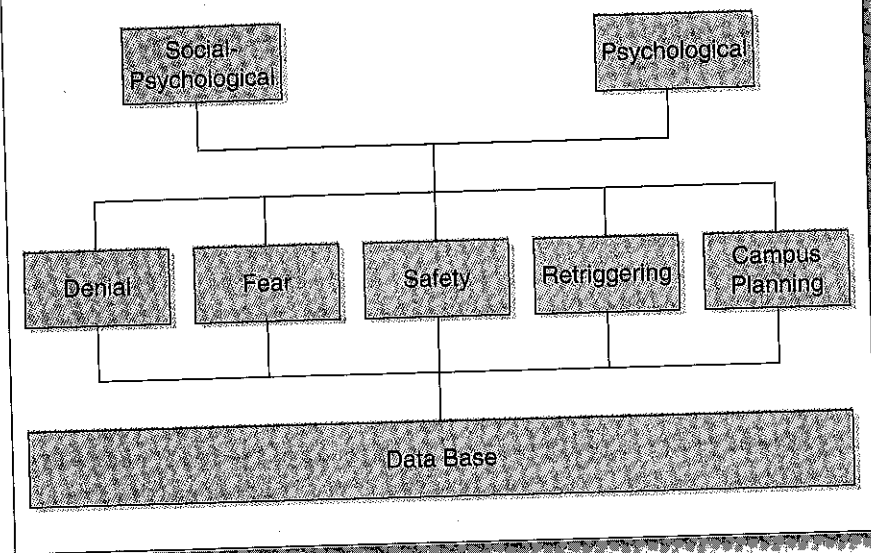 Social-
Psychological
Psychological
Denial
Fear
Safety
Retriggering
Campus
Planning
Data Base